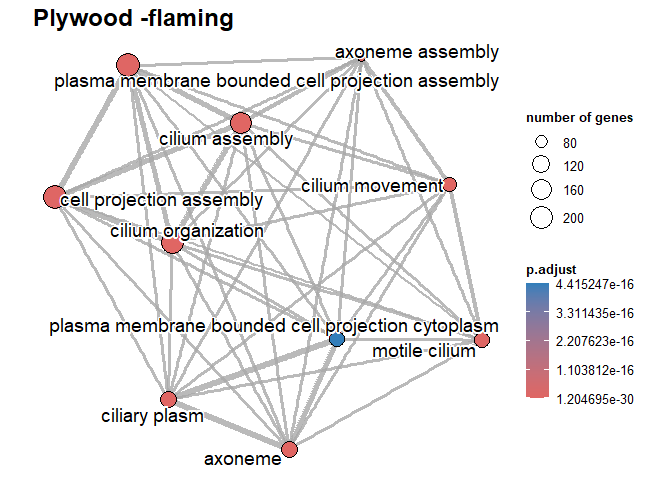 Plywood -flaming
axoneme assembly
plasma membrane bounded cell projection assembly
cilium assembly
cilium movement
cell projection assembly
cilium organization
plasma membrane bounded cell projection cytoplasm
motile cilium
ciliary plasm
axoneme
number of genes
80
120
160
200
p.adjust
4.415247e-16
3.311435e-16
2.207623e-16
1.103812e-16
1.204695e-30